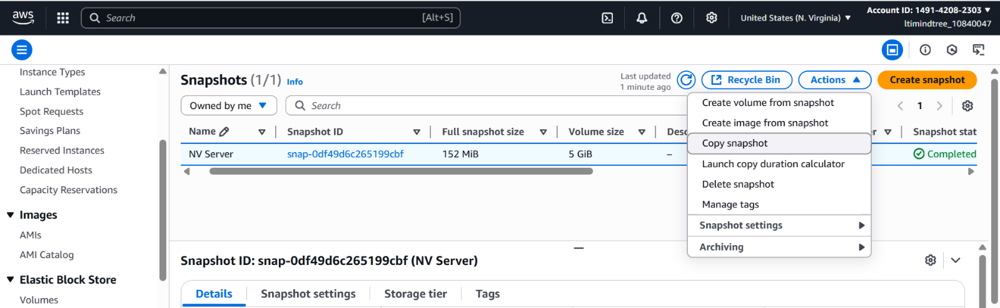 aws
Search
[Alt+S]
United States (N. Virginia)
Account ID: 1491-4208-2303
ltimindtree_10840047
Instance Types
Launch Templates
Spot Requests
Savings Plans
Reserved Instances
Dedicated Hosts
Capacity Reservations
Images
AMIs
AMI Catalog
Elastic Block Store
Volumes
Snapshots (1/1) Info
Last updated
1 minute ago
Recycle Bin
Actions
Create snapshot
Owned by me
Search
1
Name
Snapshot ID
Full snapshot size
Volume size
Snapshot stat
NV Server
snap-0df49d6c265199cbf
152 MiB
5 GiB
–
Completed
Create volume from snapshot
Create image from snapshot
Copy snapshot
Launch copy duration calculator
Delete snapshot
Manage tags
Snapshot settings
Archiving
Snapshot ID: snap-0df49d6c265199cbf (NV Server)
Details
Snapshot settings
Storage tier
Tags